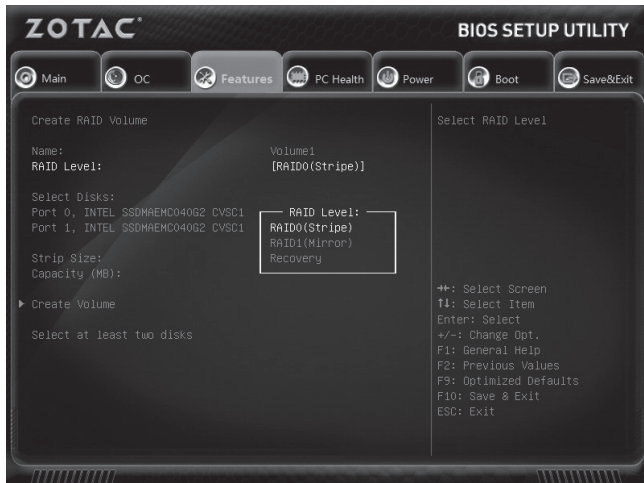 ZOTAC
BIOS SETUP UTILITY
Main
OC
Features
PC Health
Power
Boot
Save&Exit
Create RAID Volume
Name: Volume1
RAID Level: [RAID0(Stripe)]
Select Disks:
Port 0, INTEL SSDMAEMC040G2 CVSC1
Port 1, INTEL SSDMAEMC040G2 CVSC1
Strip Size:
Capacity (MB):
Create Volume
Select at least two disks
RAID Level:
RAID0(Stripe)
RAID1(Mirror)
Recovery
Select RAID Level
→←: Select Screen
↑↓: Select Item
Enter: Select
+/-: Change Opt.
F1: General Help
F2: Previous Values
F9: Optimized Defaults
F10: Save & Exit
ESC: Exit